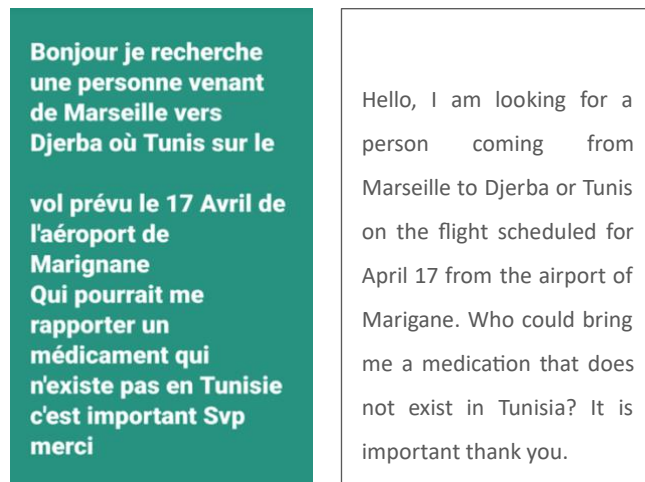 Bonjour je recherche
une personne venant
de Marseille vers
Djerba où Tunis sur le
vol prévu le 17 Avril de
l'aéroport de
Marignane
Qui pourrait me
rapporter un
médicament qui
n'existe pas en Tunisie
c'est important Svp
merci
Hello, I am looking for a
person coming from
Marseille to Djerba or Tunis
on the flight scheduled for
April 17 from the airport of
Marigane. Who could bring
me a medication that does
not exist in Tunisia? It is
important thank you.